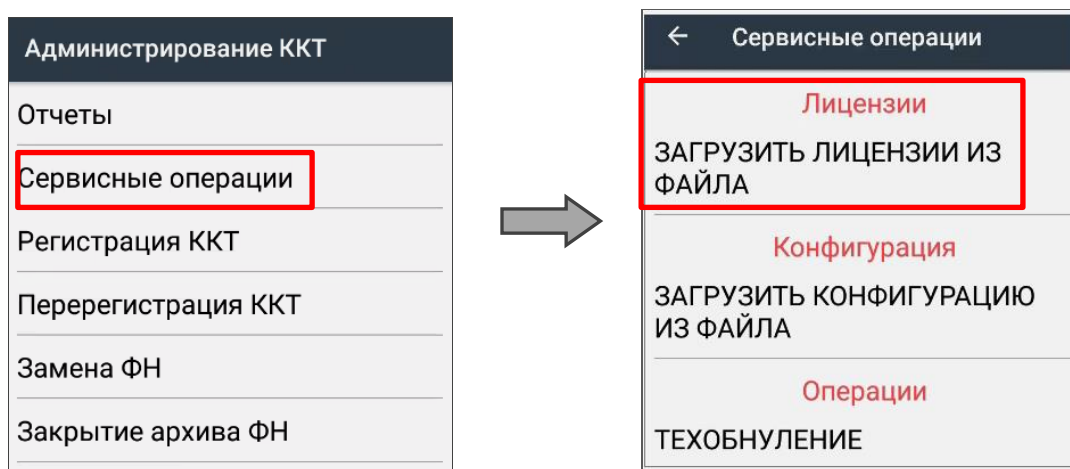 Администрирование ККТ
Отчеты
Сервисные операции
Регистрация ККТ
Перерегистрация ККТ
Замена ФН
Закрытие архива ФН
← Сервисные операции
Лицензии
ЗАГРУЗИТЬ ЛИЦЕНЗИИ ИЗ
ФАЙЛА
Конфигурация
ЗАГРУЗИТЬ КОНФИГУРАЦИЮ
ИЗ ФАЙЛА
Операции
ТЕХОБНУЛЕНИЕ